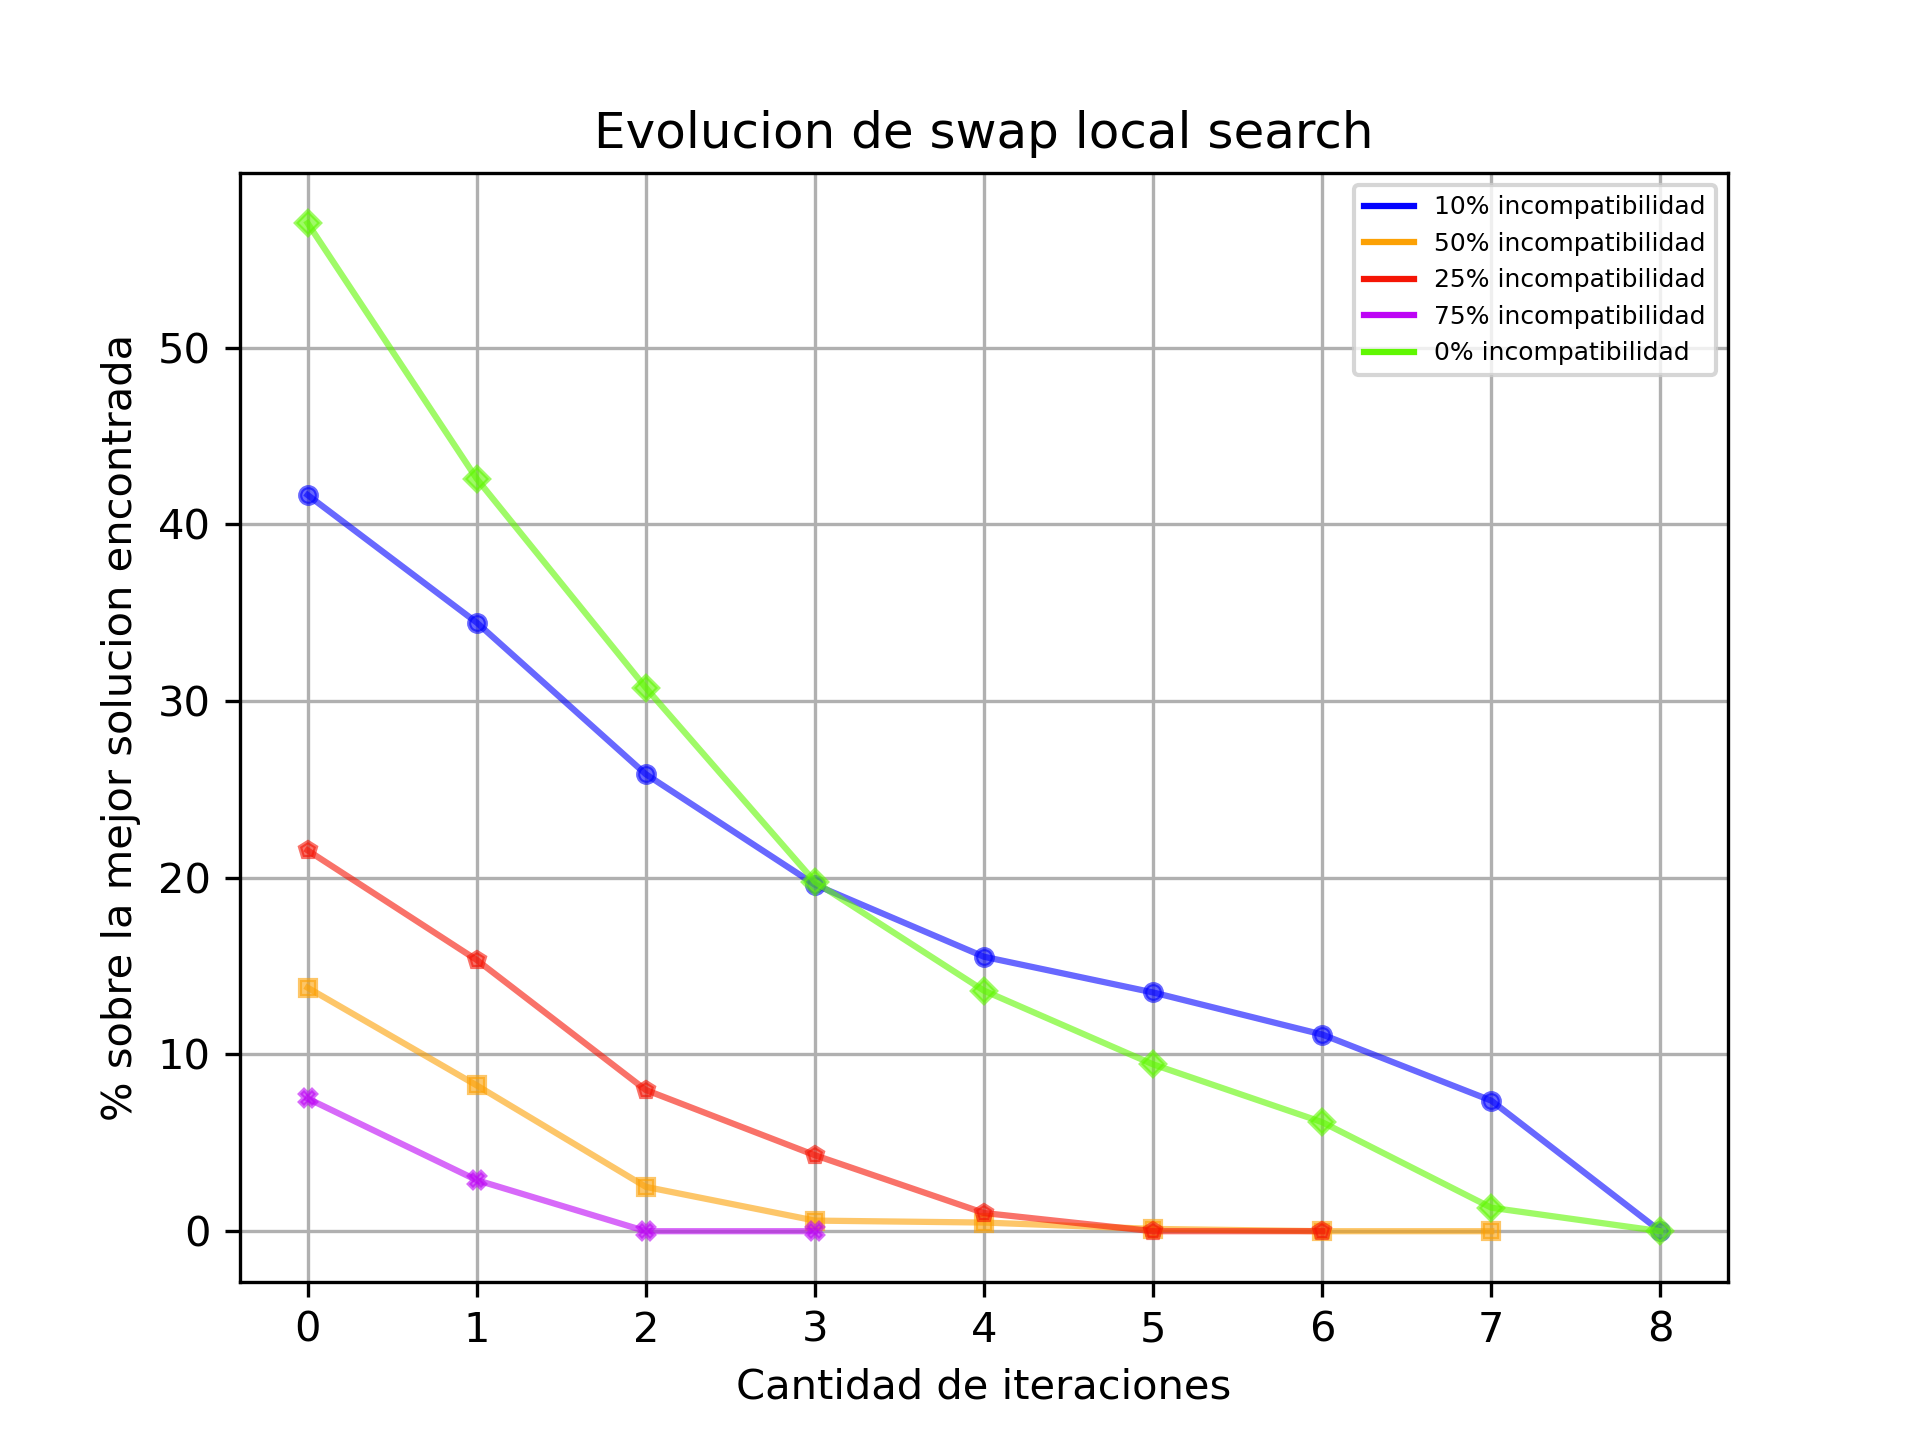 Evolucion de swap local search
10% incompatibilidad
50% incompatibilidad
25% incompatibilidad
75% incompatibilidad
0% incompatibilidad
% sobre la mejor solucion encontrada
50
40
30
20
10
0
0 1 2 3 4 5 6 7 8
Cantidad de iteraciones